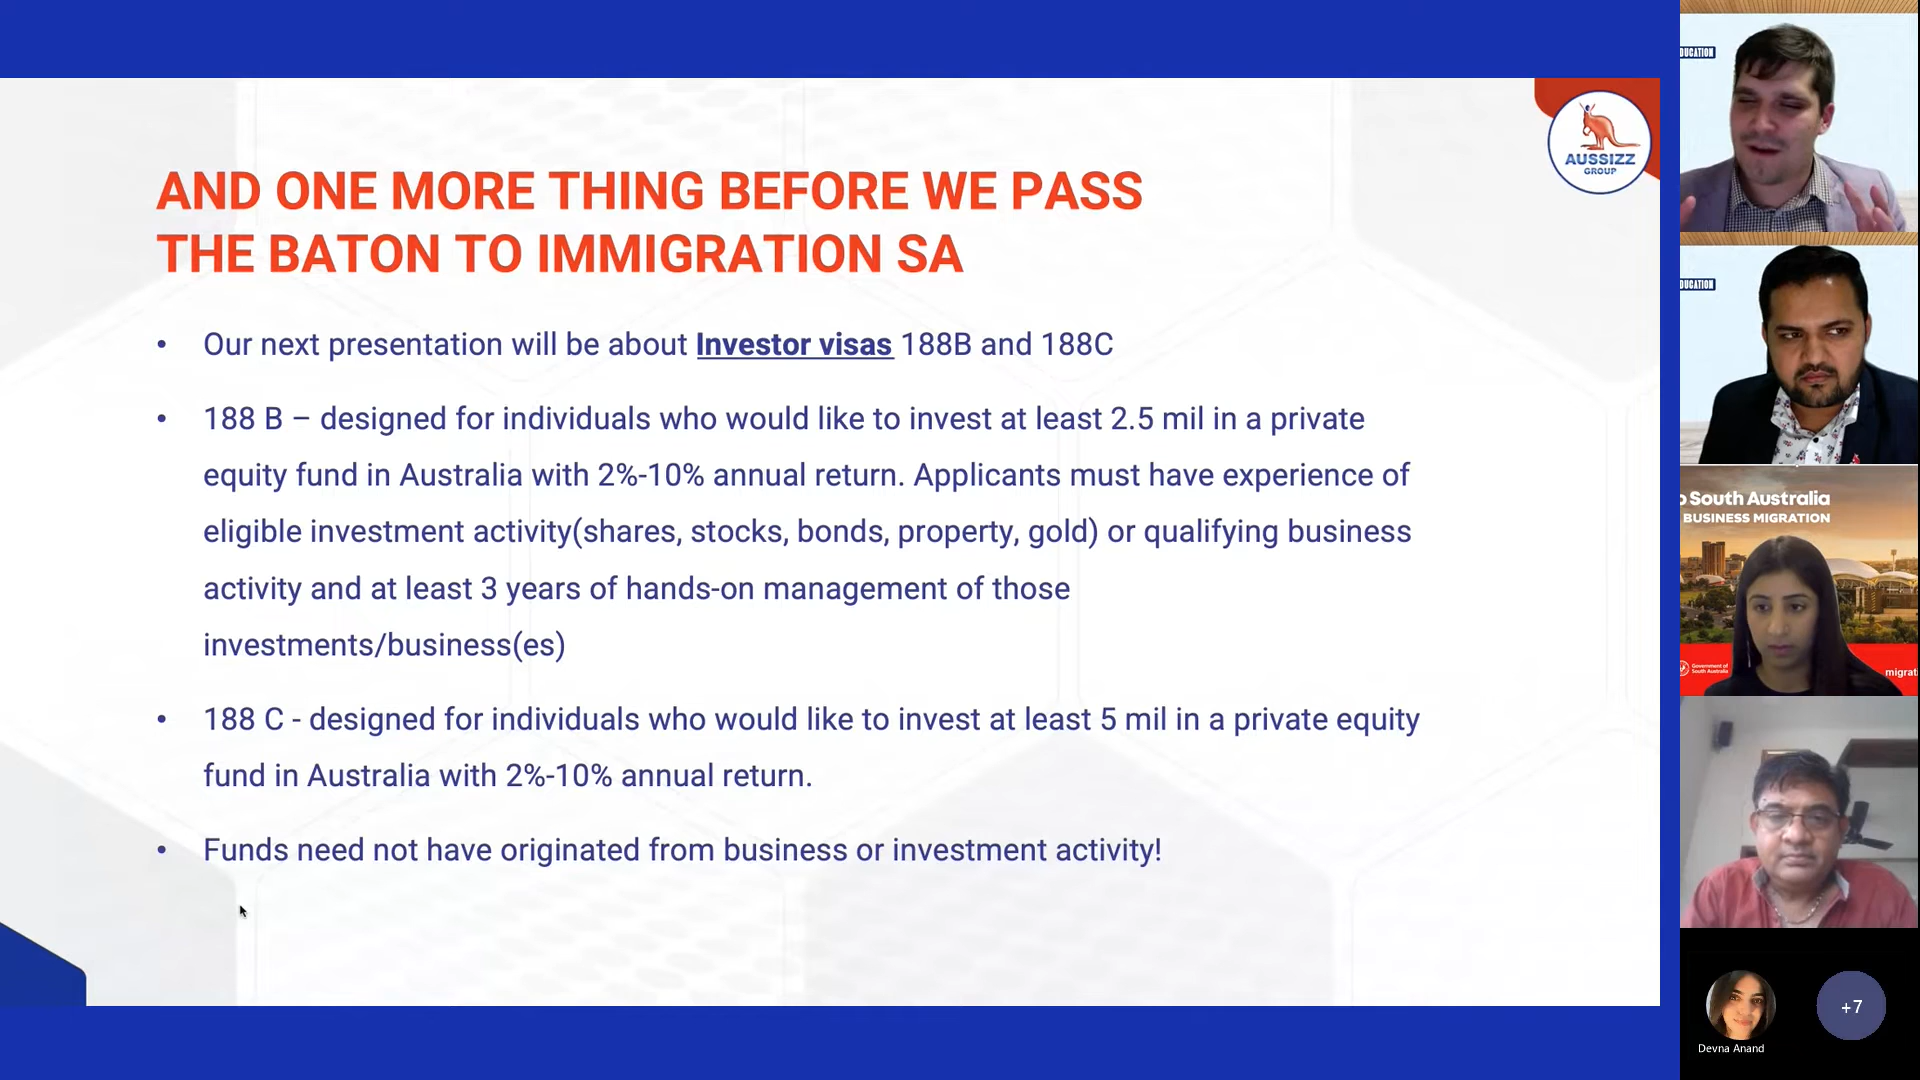 AND ONE MORE THING BEFORE WE PASS
THE BATON TO IMMIGRATION SA
AUSSIZZ
GROUP
• Our next presentation will be about Investor visas 188B and 188C
• 188 B – designed for individuals who would like to invest at least 2.5 mil in a private
equity fund in Australia with 2%-10% annual return. Applicants must have experience of
eligible investment activity(shares, stocks, bonds, property, gold) or qualifying business
activity and at least 3 years of hands-on management of those
investments/business(es)
• 188 C - designed for individuals who would like to invest at least 5 mil in a private equity
fund in Australia with 2%-10% annual return.
• Funds need not have originated from business or investment activity!
DUCATION
DUCATION
o South Australia
BUSINESS MIGRATION
Government of
South Australia
migrat
Devna Anand
+7